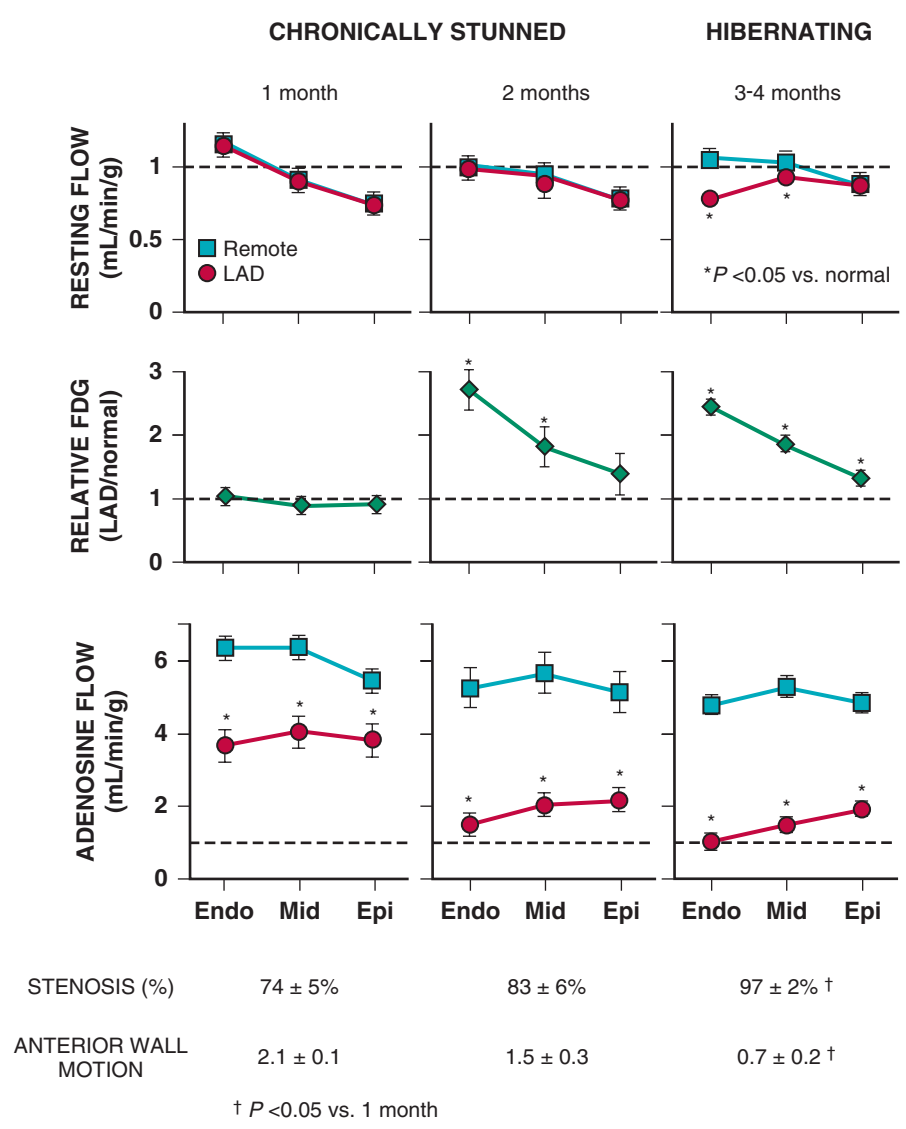 CHRONICALLY STUNNED HIBERNATING
1 month 2 months 3-4 months
RESTING FLOW
(mL/min/g)
1
0.5
0
Remote
LAD
*
*
*P <0.05 vs. normal
RELATIVE FDG
(LAD/normal)
3
2
1
0
*
*
*
*
*
ADENOSINE FLOW
(mL/min/g)
6
4
2
0
*
*
*
*
*
*
*
*
*
Endo Mid Epi Endo Mid Epi Endo Mid Epi
STENOSIS (%) 74 ± 5% 83 ± 6% 97 ± 2% †
ANTERIOR WALL
MOTION 2.1 ± 0.1 1.5 ± 0.3 0.7 ± 0.2 †
† P <0.05 vs. 1 month